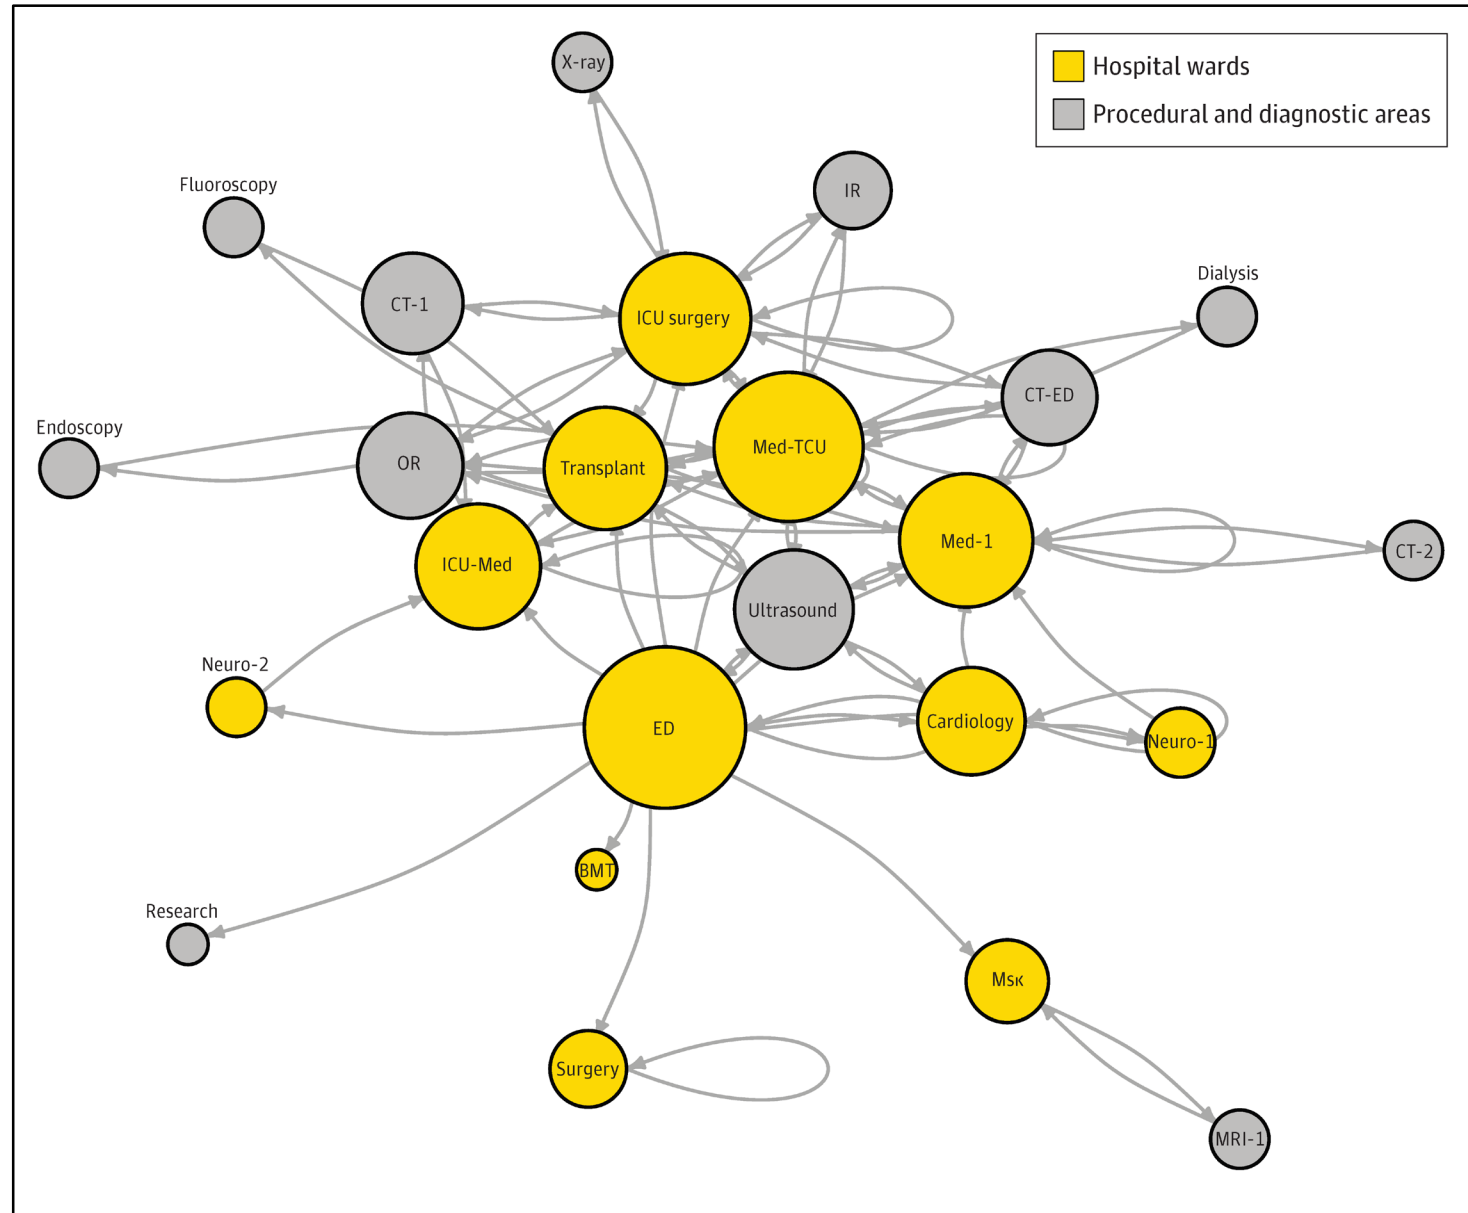 X-ray
Hospital wards
Procedural and diagnostic areas
Fluoroscopy
IR
Dialysis
CT-1
ICU surgery
CT-ED
Endoscopy
OR
Transplant
Med-TCU
ICU-Med
Med-1
CT-2
Ultrasound
Neuro-2
ED
Cardiology
Neuro-1
BMT
Research
Msk
Surgery
MRI-1